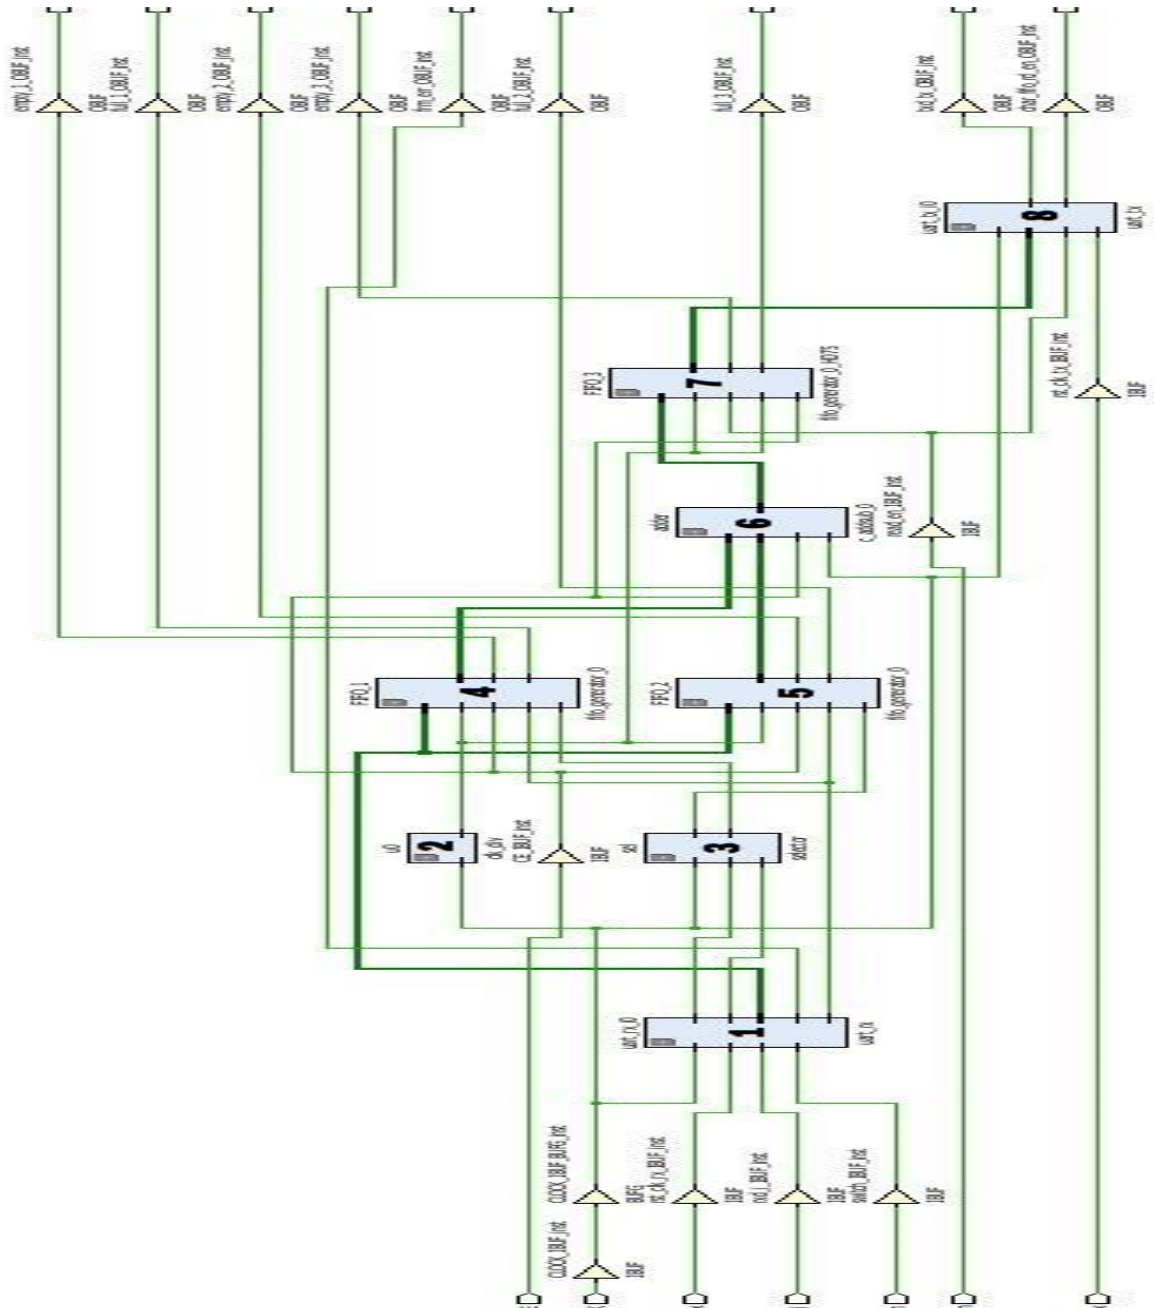 empty_1_OBUF_inst
OBUF
full_1_OBUF_inst
OBUF
empty_2_OBUF_inst
OBUF
empty_3_OBUF_inst
OBUF
frm_err_OBUF_inst
OBUF
full_2_OBUF_inst
OBUF
full_3_OBUF_inst
OBUF
txd_tx_OBUF_inst
OBUF
char_fifo_rd_en_OBUF_inst
OBUF
uart_tx_i0
8
uart_tx
rst_clk_tx_IBUF_inst
IBUF
FIFO_3
7
fifo_generator_0_HD75
adder
6
c_addsub_0
read_en_IBUF_inst
IBUF
FIFO_1
4
fifo_generator_0
FIFO_2
5
fifo_generator_0
u0
2
clk_div
CE_IBUF_inst
IBUF
sel
3
selector
uart_rx_i0
1
uart_rx
CLOCK_IBUF_BUFG_inst
BUFG
rst_clk_rx_IBUF_inst
IBUF
rxd_i_IBUF_inst
IBUF
switch_IBUF_inst
IBUF
CLOCK_IBUF_inst
IBUF